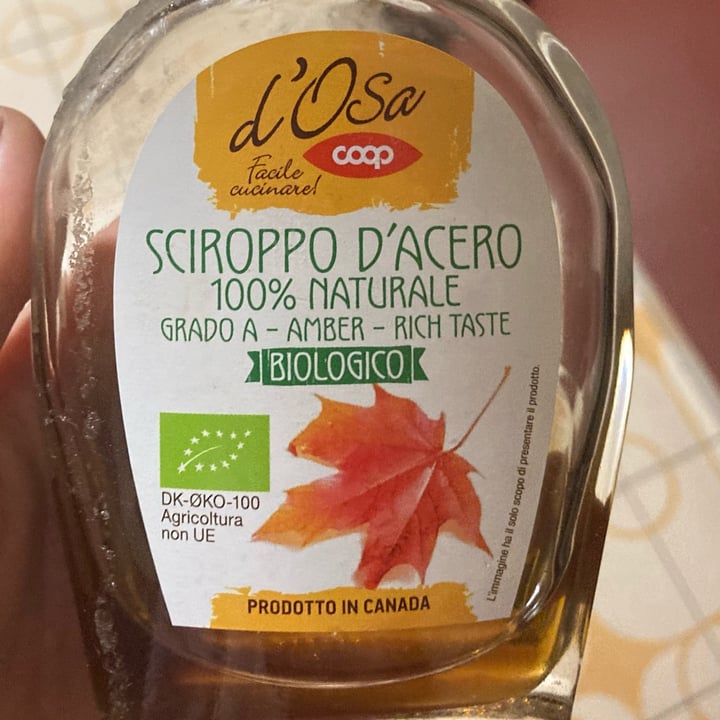 d'Osa
coop
Facile
cucinare!
SCIROPPO D'ACERO
100% NATURALE
GRADO A – AMBER – RICH TASTE
BIOLOGICO
DK-ØKO-100
Agricoltura
non UE
L'immagine ha il solo scopo di presentare il prodotto.
PRODOTTO IN CANADA